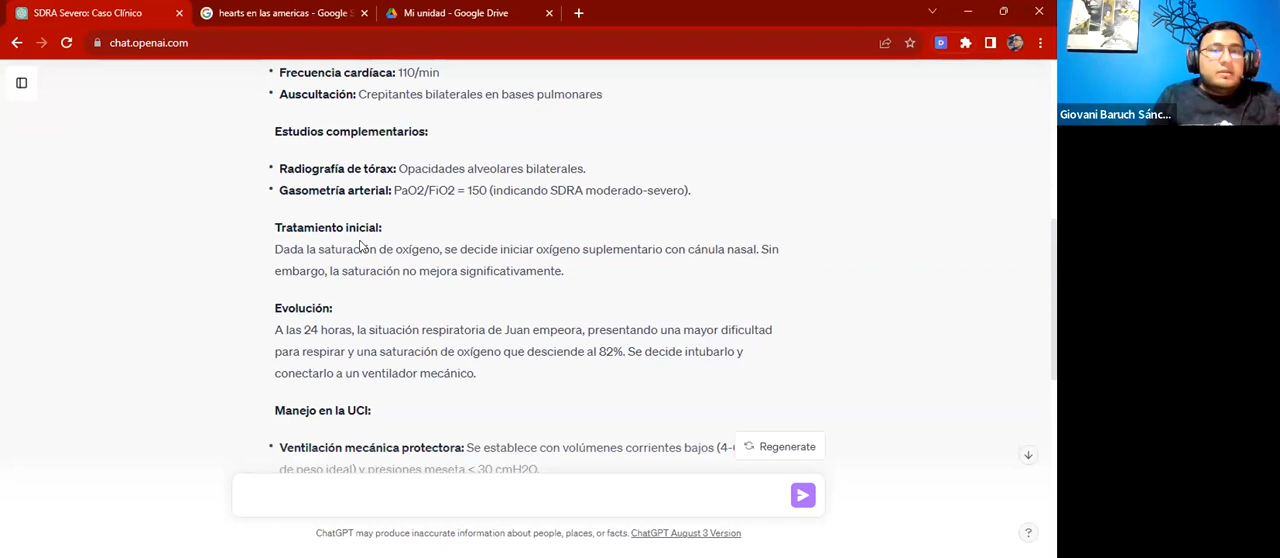 SDRA Severo: Caso Clínico
hearts en las americas - Google S
Mi unidad - Google Drive
chat.openai.com
Frecuencia cardíaca: 110/min
Auscultación: Crepitantes bilaterales en bases pulmonares
Estudios complementarios:
Radiografía de tórax: Opacidades alveolares bilaterales.
Gasometría arterial: PaO2/FiO2 = 150 (indicando SDRA moderado-severo).
Tratamiento inicial:
Dada la saturación de oxígeno, se decide iniciar oxígeno suplementario con cánula nasal. Sin
embargo, la saturación no mejora significativamente.
Evolución:
A las 24 horas, la situación respiratoria de Juan empeora, presentando una mayor dificultad
para respirar y una saturación de oxígeno que desciende al 82%. Se decide intubarlo y
conectarlo a un ventilador mecánico.
Manejo en la UCI:
Ventilación mecánica protectora: Se establece con volúmenes corrientes bajos (4-
Regenerate
de peso ideal) y presiones meseta < 30 cmH2O.
ChatGPT may produce inaccurate information about people, places, or facts. ChatGPT August 3 Version
?
Giovani Baruch Sánc...